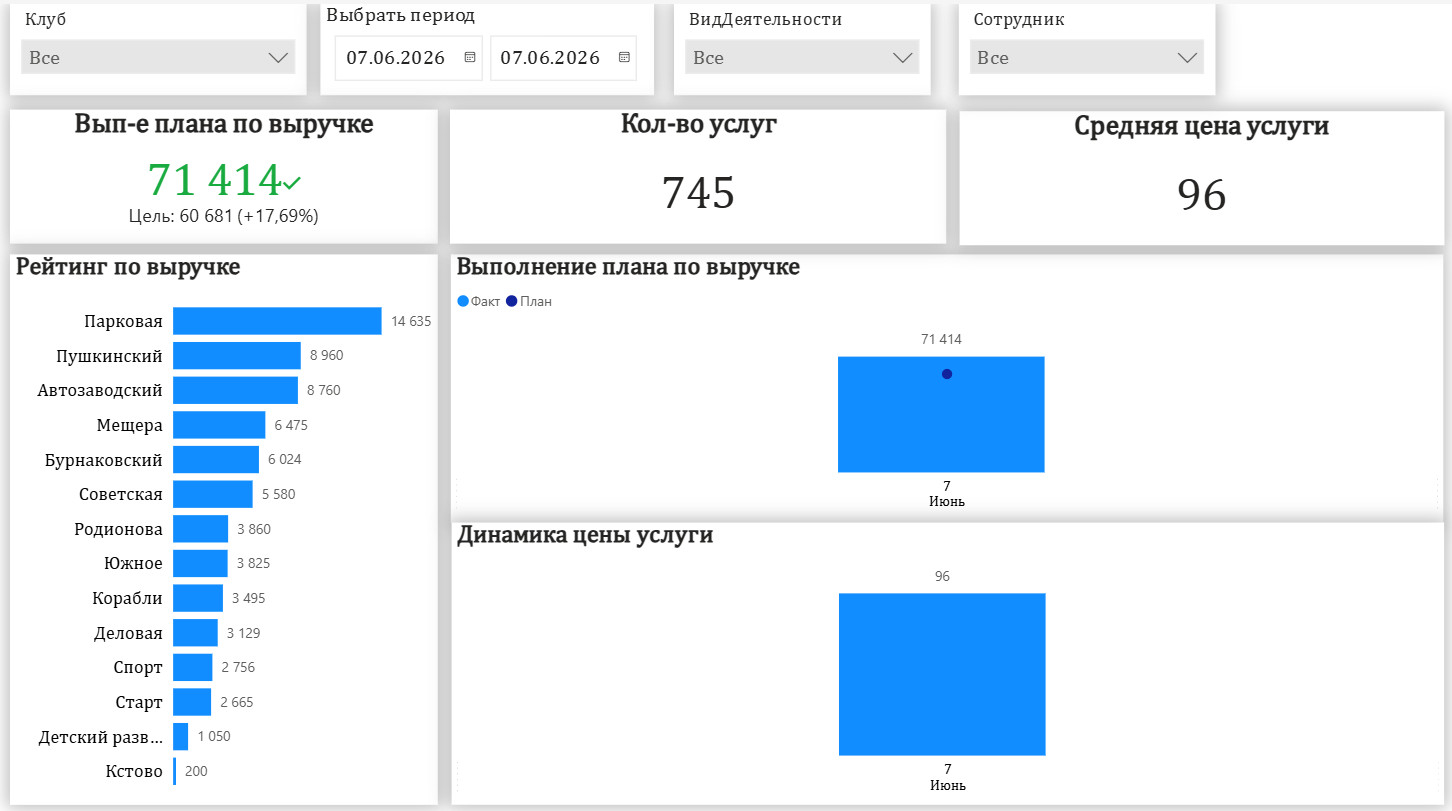 Клуб
Все
Выбрать период
07.06.2026
07.06.2026
ВидДеятельности
Все
Сотрудник
Все
Вып-е плана по выручке
71 414
Цель: 60 681 (+17,69%)
Кол-во услуг
745
Средняя цена услуги
96
Рейтинг по выручке
Парковая 14 635
Пушкинский 8 960
Автозаводский 8 760
Мещера 6 475
Бурнаковский 6 024
Советская 5 580
Родионова 3 860
Южное 3 825
Корабли 3 495
Деловая 3 129
Спорт 2 756
Старт 2 665
Детский разв... 1 050
Кстово 200
Выполнение плана по выручке
Факт План
71 414
7
Июнь
Динамика цены услуги
96
7
Июнь